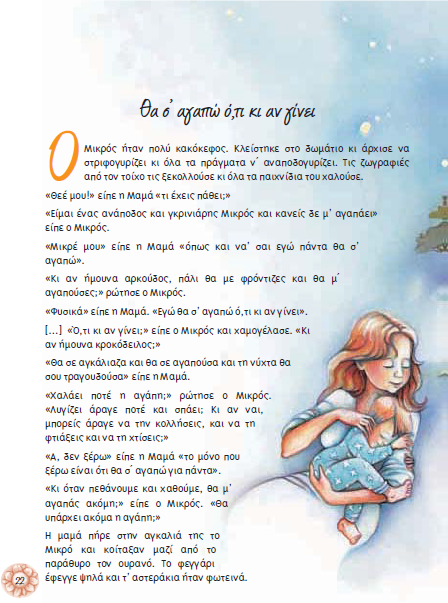 Θα σ' αγαπώ ό,τι κι αν γίνει
Ο Μικρός ήταν πολύ κακόκεφος. Κλείστηκε στο δωμάτιο κι άρχισε να
στριφογυρίζει κι όλα τα πράγματα ν΄ αναποδογυρίζει. Τις ζωγραφιές
από τον τοίχο τις ξεκολλούσε κι όλα τα παιχνίδια του χαλούσε.
«Θεέ μου!» είπε η Μαμά «τι έχεις πάθει;»
«Είμαι ένας ανάποδος και γκρινιάρης Μικρός και κανείς δε μ' αγαπάει»
είπε ο Μικρός.
«Μικρέ μου» είπε η Μαμά «όπως και να' σαι εγώ πάντα θα σ'
αγαπώ».
«Κι αν ήμουνα αρκούδος, πάλι θα με φρόντιζες και θα μ΄
αγαπούσες;» ρώτησε ο Μικρός.
«Φυσικά» είπε η Μαμά. «Εγώ θα σ' αγαπώ ό,τι κι αν γίνει».
[...] «Ό,τι κι αν γίνει;» είπε ο Μικρός και χαμογέλασε. «Κι
αν ήμουνα κροκόδειλος;»
«Θα σε αγκάλιαζα και θα σε αγαπούσα και τη νύχτα θα
σου τραγουδούσα» είπε η Μαμά.
«Χαλάει ποτέ η αγάπη;» ρώτησε ο Μικρός.
«Λυγίζει άραγε ποτέ και σπάει; Κι αν ναι,
μπορείς άραγε να την κολλήσεις, και να τη
φτιάξεις και να τη χτίσεις;»
«Α, δεν ξέρω» είπε η Μαμά «το μόνο που
ξέρω είναι ότι θα σ΄ αγαπώ για πάντα».
«Κι όταν πεθάνουμε και χαθούμε, θα μ'
αγαπάς ακόμη;» είπε ο Μικρός. «Θα
υπάρχει ακόμα η αγάπη;»
Η μαμά πήρε στην αγκαλιά της το
Μικρό και κοίταξαν μαζί από το
παράθυρο τον ουρανό. Το φεγγάρι
έφεγγε ψηλά και τ' αστεράκια ήταν φωτεινά.
22